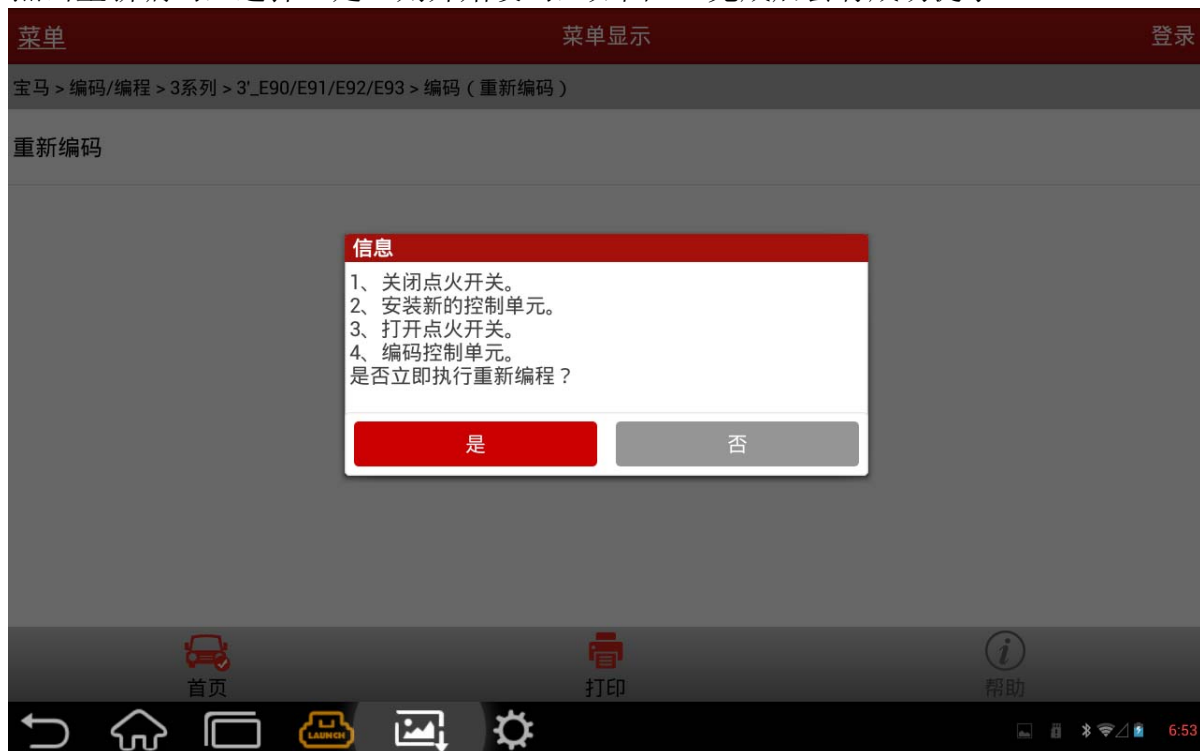 菜单
菜单显示
登录
宝马 > 编码/编程 > 3系列 > 3'_E90/E91/E92/E93 > 编码（重新编码）
重新编码
信息
1、关闭点火开关。
2、安装新的控制单元。
3、打开点火开关。
4、编码控制单元。
是否立即执行重新编程？
是
否
首页
打印
帮助
LAUNCH
6:53